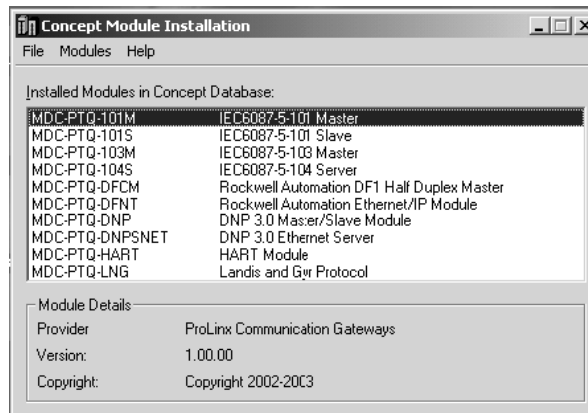 Concept Module Installation
File Modules Help
Installed Modules in Concept Database:
MDC-PTQ-101M IEC6087-5-101 Master
MDC-PTQ-101S IEC6087-5-101 Slave
MDC-PTQ-103M IEC6087-5-103 Master
MDC-PTQ-104S IEC6087-5-104 Server
MDC-PTQ-DFCM Rockwell Automation DF1 Half Duplex Master
MDC-PTQ-DFNT Rockwell Automation Ethernet/IP Module
MDC-PTQ-DNP DNP 3.0 Master/Slave Module
MDC-PTQ-DNPSNET DNP 3.0 Ethernet Server
MDC-PTQ-HART HART Module
MDC-PTQ-LNG Landis and Gyr Protocol
Module Details
Provider ProLinx Communication Gateways
Version: 1.00.00
Copyright: Copyright 2002-2003